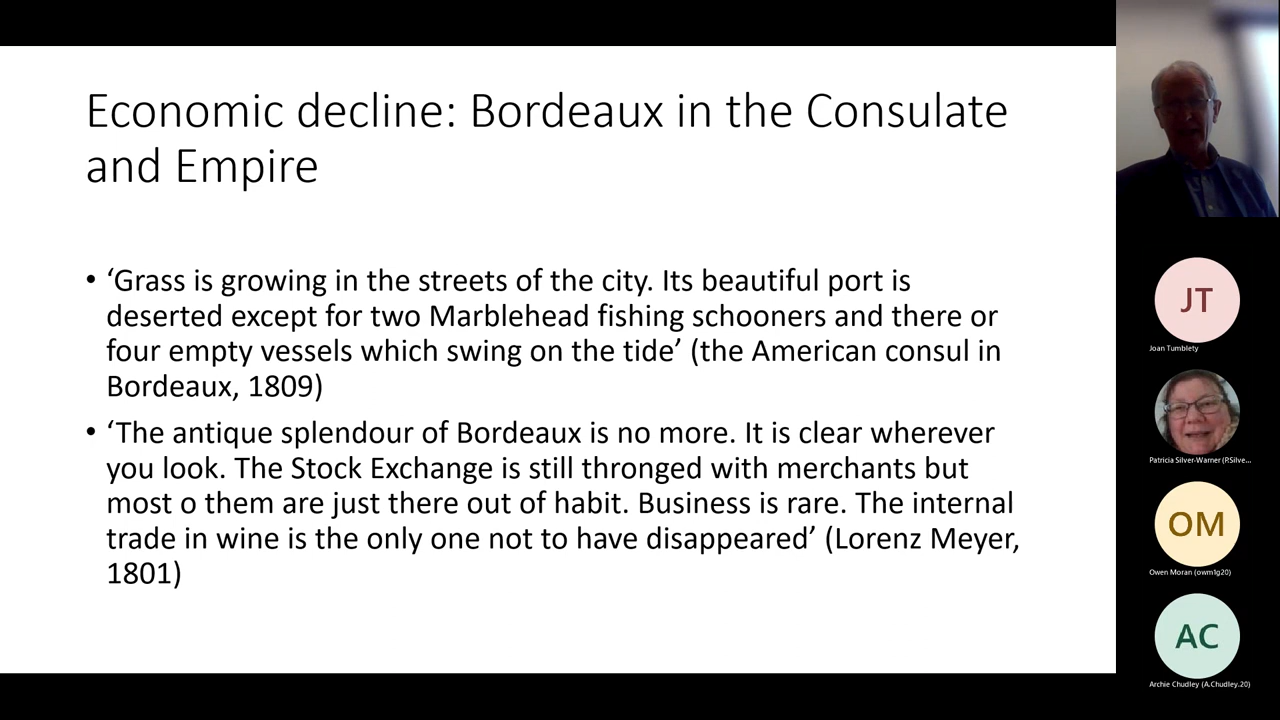 Economic decline: Bordeaux in the Consulate
and Empire
• ‘Grass is growing in the streets of the city. Its beautiful port is
deserted except for two Marblehead fishing schooners and there or
four empty vessels which swing on the tide’ (the American consul in
Bordeaux, 1809)
• ‘The antique splendour of Bordeaux is no more. It is clear wherever
you look. The Stock Exchange is still thronged with merchants but
most o them are just there out of habit. Business is rare. The internal
trade in wine is the only one not to have disappeared’ (Lorenz Meyer,
1801)
JT
Joan Tumblety
Patricia Silver-Warner (P.Silve...
OM
Owen Moran (owm1g20)
AC
Archie Chudley (A.Chudley.20)